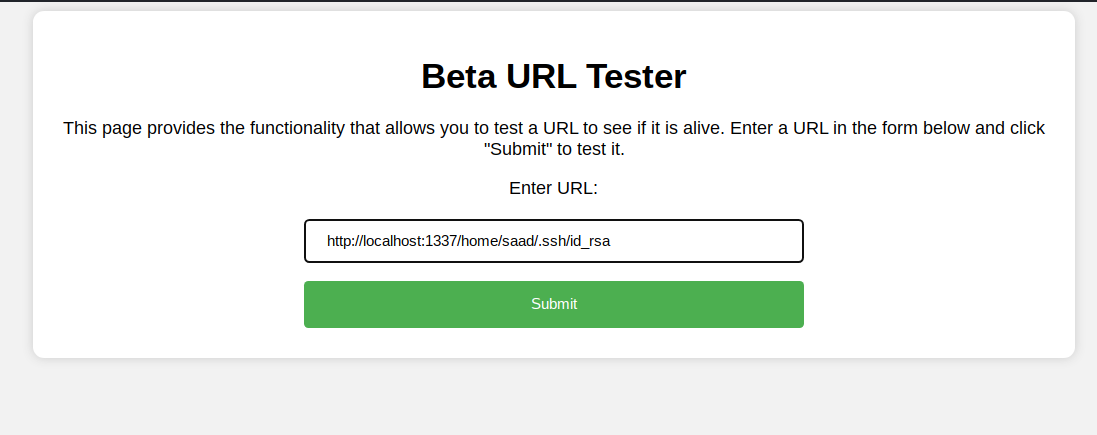 Beta URL Tester
This page provides the functionality that allows you to test a URL to see if it is alive. Enter a URL in the form below and click
"Submit" to test it.
Enter URL:
http://localhost:1337/home/saad/.ssh/id_rsa
Submit